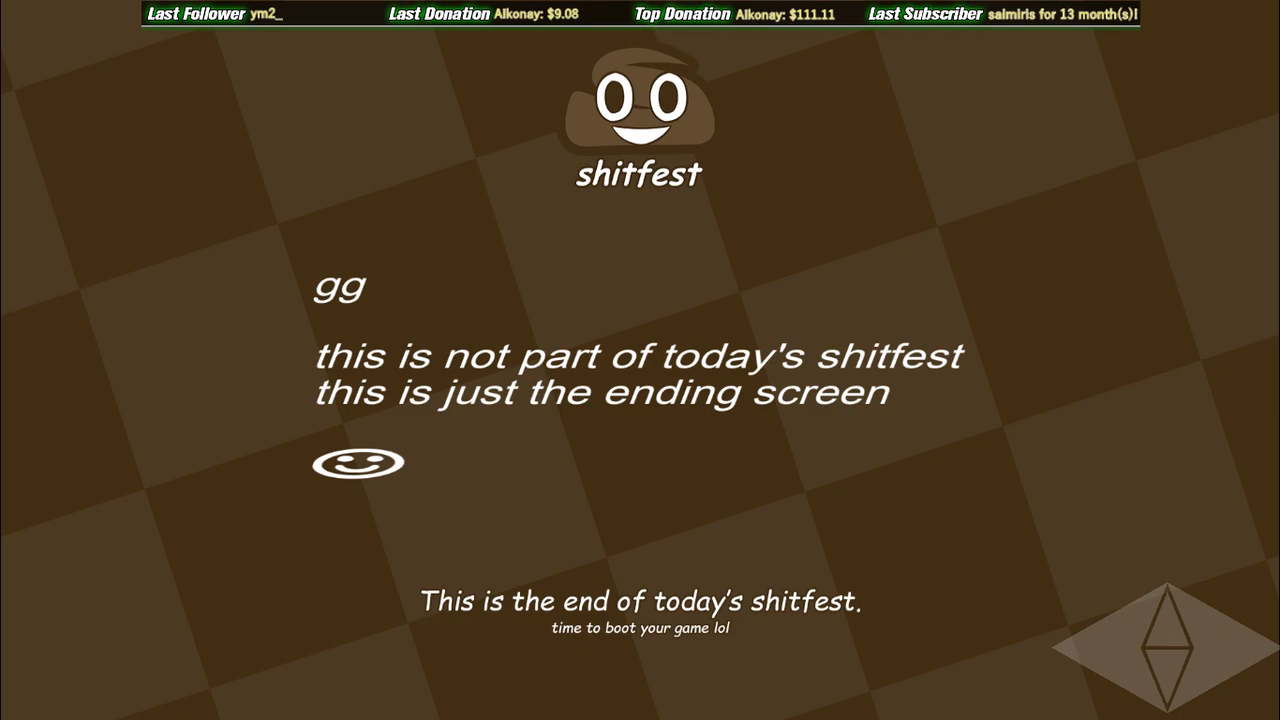 Last Follower ym2_ Last Donation Alkonay: $9.08 Top Donation Alkonay: $111.11 Last Subscriber salmiris for 13 month(s)!
shitfest
gg
this is not part of today's shitfest
this is just the ending screen
This is the end of today's shitfest.
time to boot your game lol